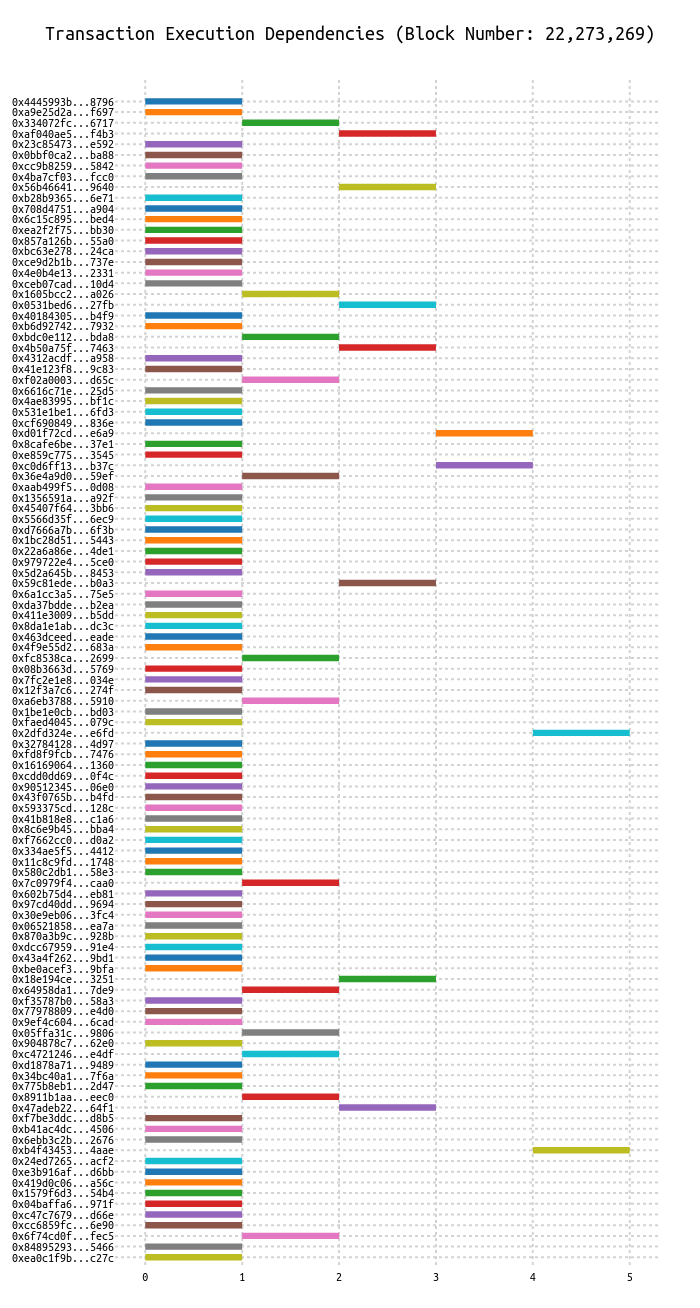 Transaction Execution Dependencies (Block Number: 22,273,269)
0x4445993b...8796
0xa9e25d2a...f697
0x334072fc...6717
0xaf040ae5...f4b3
0x23c85473...e592
0x0bbf0ca2...ba88
0xcc9b8259...5842
0x4ba7cf03...fcc0
0x56b46641...9640
0xb28b9365...6e71
0x708d4751...a904
0x6c15c895...bed4
0xea2f2f75...bb30
0x857a126b...55a0
0xbc63e278...24ca
0xce9d2b1b...737e
0x4e0b4e13...2331
0xceb07cad...10d4
0x1605bcc2...a026
0x0531bed6...27fb
0x40184305...b4f9
0xb6d92742...7932
0xbdc0e112...bda8
0x4b50a75f...7463
0x4312acdf...a958
0x41e123f8...9c83
0xf02a0003...d65c
0x6616c71e...25d5
0x4ae83995...bf1c
0x531e1be1...6fd3
0xcf690849...836e
0xd01f72cd...e6a9
0x8cafe6be...37e1
0xe859c775...3545
0xc0d6ff13...b37c
0x36e4a9d0...59ef
0xaab499f5...0d08
0x1356591a...a92f
0x45407f64...3bb6
0x5566d35f...6ec9
0xd7666a7b...6f3b
0x1bc28d51...5443
0x22a6a86e...4de1
0x979722e4...5ce0
0x5d2a645b...8453
0x59c81ede...b0a3
0x6a1cc3a5...75e5
0xda37bdde...b2ea
0x411e3009...b5dd
0x8da1e1ab...dc3c
0x463dceed...eade
0x4f9e55d2...683a
0xfc8538ca...2699
0x08b3663d...5769
0x7fc2e1e8...034e
0x12f3a7c6...274f
0xa6eb3788...5910
0x1be1e0cb...bd03
0xfaed4045...079c
0x2dfd324e...e6fd
0x32784128...4d97
0xfd8f9fcb...7476
0x16169064...1360
0xcdd0dd69...0f4c
0x90512345...06e0
0x43f0765b...b4fd
0x593375cd...128c
0x41b818e8...c1a6
0x8c6e9b45...bba4
0xf7662cc0...d0a2
0x334ae5f5...4412
0x11c8c9fd...1748
0x580c2db1...58e3
0x7c0979f4...caa0
0x602b75d4...eb81
0x97cd40dd...9694
0x30e9eb06...3fc4
0x06521858...ea7a
0x870a3b9c...928b
0xdcc67959...91e4
0x43a4f262...9bd1
0xbe0acef3...9bfa
0x18e194ce...3251
0x64958da1...7de9
0xf35787b0...58a3
0x77978809...e4d0
0x9ef4c604...6cad
0x05ffa31c...9806
0x904878c7...62e0
0xc4721246...e4df
0xd1878a71...9489
0x34bc40a1...7f6a
0x775b8eb1...2d47
0x8911b1aa...eec0
0x47adeb22...64f1
0xf7be3ddc...d8b5
0xb41ac4dc...4506
0x6ebb3c2b...2676
0xb4f43453...4aae
0x24ed7265...acf2
0xe3b916af...d6bb
0x419d0c06...a56c
0x1579f6d3...54b4
0x04baffa6...971f
0xc47c7679...d66e
0xcc6859fc...6e90
0x6f74cd0f...fec5
0x84895293...5466
0xea0c1f9b...c27c
0 1 2 3 4 5